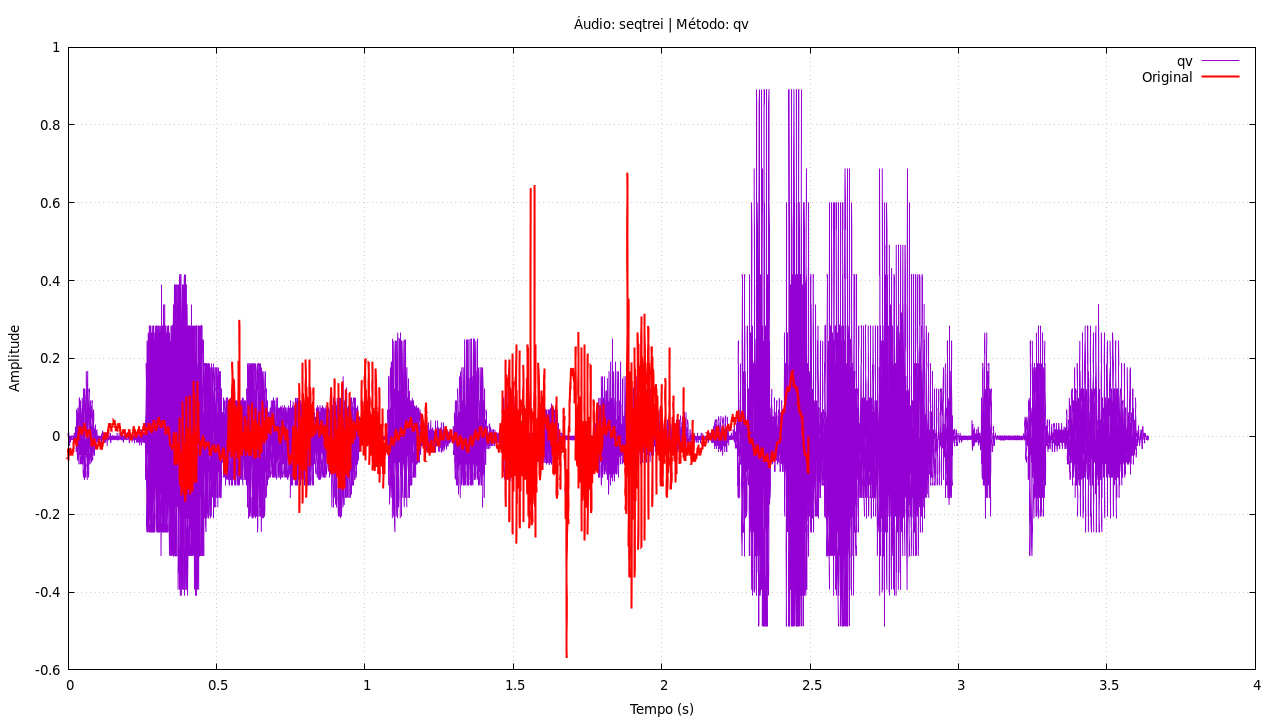 Áudio: seqtrei | Método: qv
qv
Original
Amplitude
1
0.8
0.6
0.4
0.2
0
-0.2
-0.4
-0.6
0 0.5 1 1.5 2 2.5 3 3.5 4
Tempo (s)